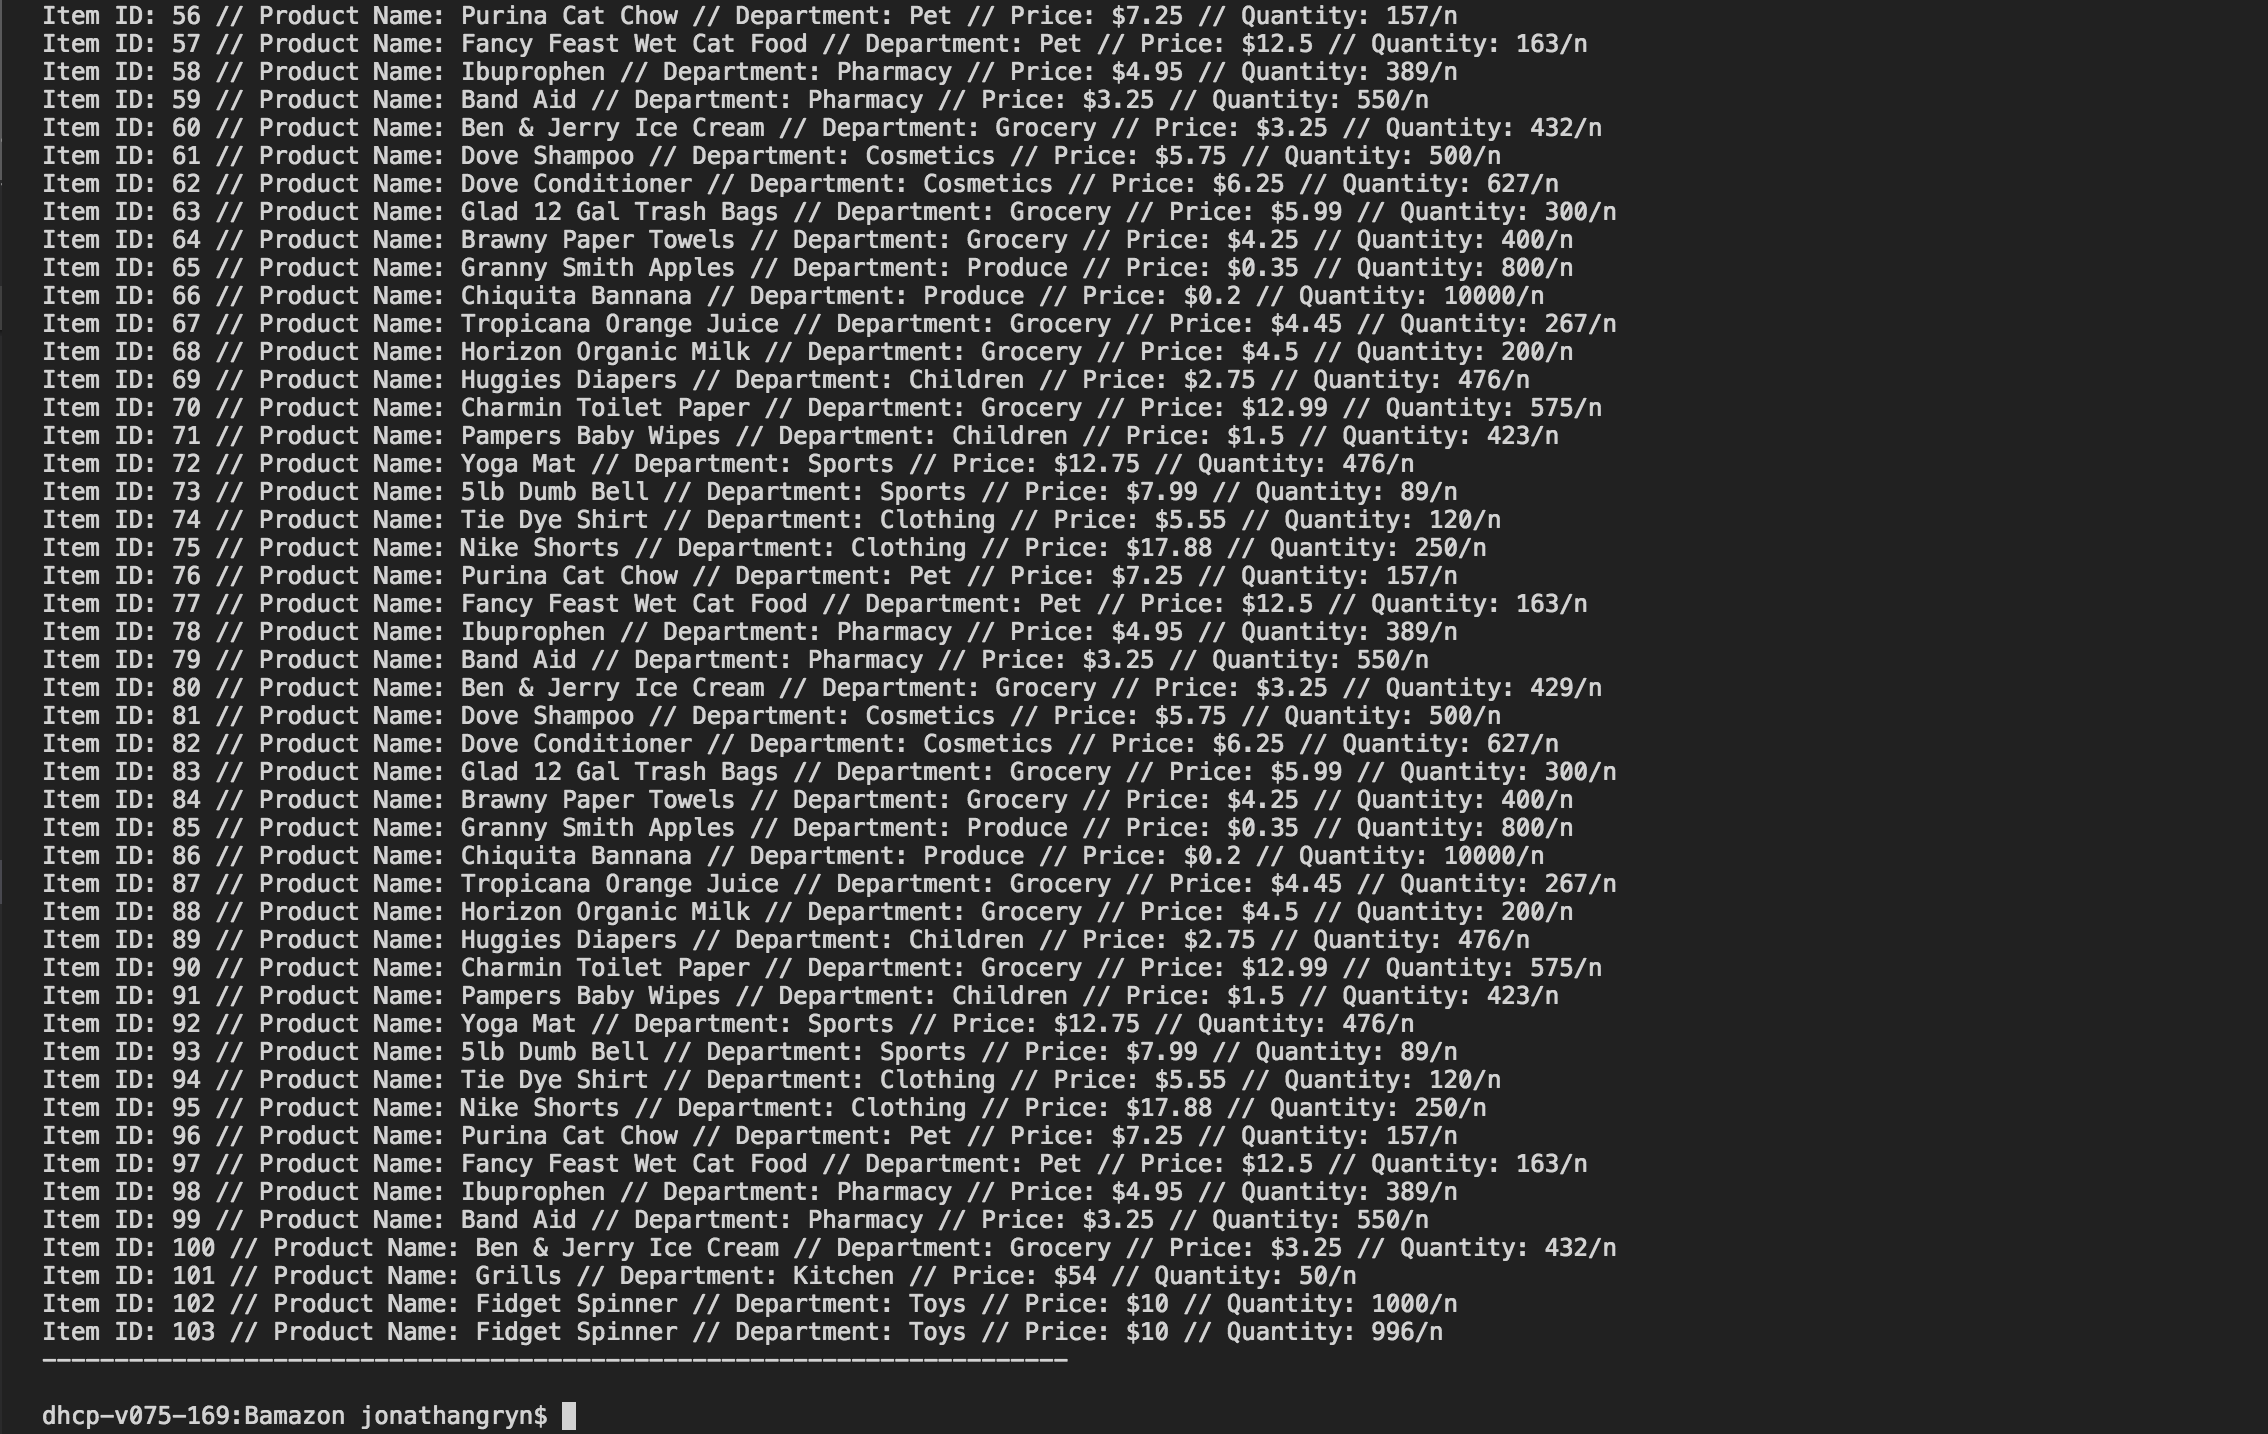 Item ID: 56 // Product Name: Purina Cat Chow // Department: Pet // Price: $7.25 // Quantity: 157/n
Item ID: 57 // Product Name: Fancy Feast Wet Cat Food // Department: Pet // Price: $12.5 // Quantity: 163/n
Item ID: 58 // Product Name: Ibuprophen // Department: Pharmacy // Price: $4.95 // Quantity: 389/n
Item ID: 59 // Product Name: Band Aid // Department: Pharmacy // Price: $3.25 // Quantity: 550/n
Item ID: 60 // Product Name: Ben & Jerry Ice Cream // Department: Grocery // Price: $3.25 // Quantity: 432/n
Item ID: 61 // Product Name: Dove Shampoo // Department: Cosmetics // Price: $5.75 // Quantity: 500/n
Item ID: 62 // Product Name: Dove Conditioner // Department: Cosmetics // Price: $6.25 // Quantity: 627/n
Item ID: 63 // Product Name: Glad 12 Gal Trash Bags // Department: Grocery // Price: $5.99 // Quantity: 300/n
Item ID: 64 // Product Name: Brawny Paper Towels // Department: Grocery // Price: $4.25 // Quantity: 400/n
Item ID: 65 // Product Name: Granny Smith Apples // Department: Produce // Price: $0.35 // Quantity: 800/n
Item ID: 66 // Product Name: Chiquita Bannana // Department: Produce // Price: $0.2 // Quantity: 10000/n
Item ID: 67 // Product Name: Tropicana Orange Juice // Department: Grocery // Price: $4.45 // Quantity: 267/n
Item ID: 68 // Product Name: Horizon Organic Milk // Department: Grocery // Price: $4.5 // Quantity: 200/n
Item ID: 69 // Product Name: Huggies Diapers // Department: Children // Price: $2.75 // Quantity: 476/n
Item ID: 70 // Product Name: Charmin Toilet Paper // Department: Grocery // Price: $12.99 // Quantity: 575/n
Item ID: 71 // Product Name: Pampers Baby Wipes // Department: Children // Price: $1.5 // Quantity: 423/n
Item ID: 72 // Product Name: Yoga Mat // Department: Sports // Price: $12.75 // Quantity: 476/n
Item ID: 73 // Product Name: 5lb Dumb Bell // Department: Sports // Price: $7.99 // Quantity: 89/n
Item ID: 74 // Product Name: Tie Dye Shirt // Department: Clothing // Price: $5.55 // Quantity: 120/n
Item ID: 75 // Product Name: Nike Shorts // Department: Clothing // Price: $17.88 // Quantity: 250/n
Item ID: 76 // Product Name: Purina Cat Chow // Department: Pet // Price: $7.25 // Quantity: 157/n
Item ID: 77 // Product Name: Fancy Feast Wet Cat Food // Department: Pet // Price: $12.5 // Quantity: 163/n
Item ID: 78 // Product Name: Ibuprophen // Department: Pharmacy // Price: $4.95 // Quantity: 389/n
Item ID: 79 // Product Name: Band Aid // Department: Pharmacy // Price: $3.25 // Quantity: 550/n
Item ID: 80 // Product Name: Ben & Jerry Ice Cream // Department: Grocery // Price: $3.25 // Quantity: 429/n
Item ID: 81 // Product Name: Dove Shampoo // Department: Cosmetics // Price: $5.75 // Quantity: 500/n
Item ID: 82 // Product Name: Dove Conditioner // Department: Cosmetics // Price: $6.25 // Quantity: 627/n
Item ID: 83 // Product Name: Glad 12 Gal Trash Bags // Department: Grocery // Price: $5.99 // Quantity: 300/n
Item ID: 84 // Product Name: Brawny Paper Towels // Department: Grocery // Price: $4.25 // Quantity: 400/n
Item ID: 85 // Product Name: Granny Smith Apples // Department: Produce // Price: $0.35 // Quantity: 800/n
Item ID: 86 // Product Name: Chiquita Bannana // Department: Produce // Price: $0.2 // Quantity: 10000/n
Item ID: 87 // Product Name: Tropicana Orange Juice // Department: Grocery // Price: $4.45 // Quantity: 267/n
Item ID: 88 // Product Name: Horizon Organic Milk // Department: Grocery // Price: $4.5 // Quantity: 200/n
Item ID: 89 // Product Name: Huggies Diapers // Department: Children // Price: $2.75 // Quantity: 476/n
Item ID: 90 // Product Name: Charmin Toilet Paper // Department: Grocery // Price: $12.99 // Quantity: 575/n
Item ID: 91 // Product Name: Pampers Baby Wipes // Department: Children // Price: $1.5 // Quantity: 423/n
Item ID: 92 // Product Name: Yoga Mat // Department: Sports // Price: $12.75 // Quantity: 476/n
Item ID: 93 // Product Name: 5lb Dumb Bell // Department: Sports // Price: $7.99 // Quantity: 89/n
Item ID: 94 // Product Name: Tie Dye Shirt // Department: Clothing // Price: $5.55 // Quantity: 120/n
Item ID: 95 // Product Name: Nike Shorts // Department: Clothing // Price: $17.88 // Quantity: 250/n
Item ID: 96 // Product Name: Purina Cat Chow // Department: Pet // Price: $7.25 // Quantity: 157/n
Item ID: 97 // Product Name: Fancy Feast Wet Cat Food // Department: Pet // Price: $12.5 // Quantity: 163/n
Item ID: 98 // Product Name: Ibuprophen // Department: Pharmacy // Price: $4.95 // Quantity: 389/n
Item ID: 99 // Product Name: Band Aid // Department: Pharmacy // Price: $3.25 // Quantity: 550/n
Item ID: 100 // Product Name: Ben & Jerry Ice Cream // Department: Grocery // Price: $3.25 // Quantity: 432/n
Item ID: 101 // Product Name: Grills // Department: Kitchen // Price: $54 // Quantity: 50/n
Item ID: 102 // Product Name: Fidget Spinner // Department: Toys // Price: $10 // Quantity: 1000/n
Item ID: 103 // Product Name: Fidget Spinner // Department: Toys // Price: $10 // Quantity: 996/n
-----------------------------------------------------------------------
dhcp-v075-169:Bamazon jonathangryn$